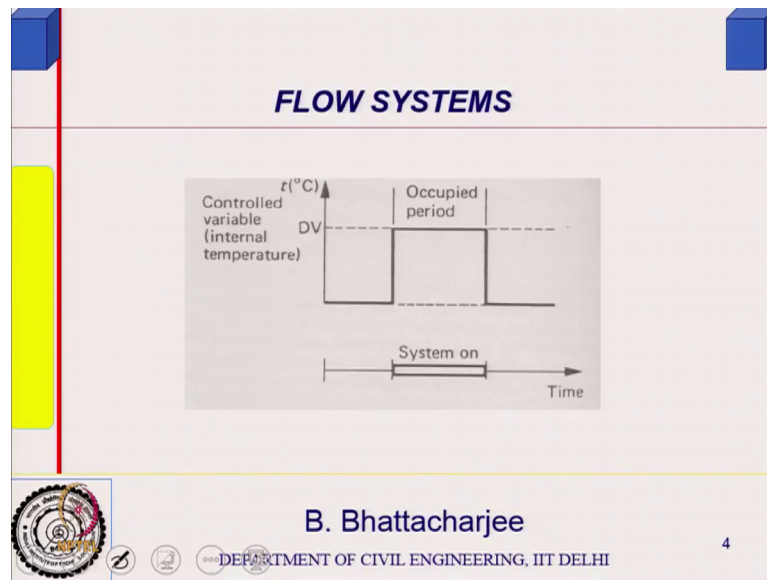 FLOW SYSTEMS
t(°C)
Controlled
variable
(internal
temperature)
DV
Occupied
period
System on
Time
NPTEL
B. Bhattacharjee
DEPARTMENT OF CIVIL ENGINEERING, IIT DELHI
4